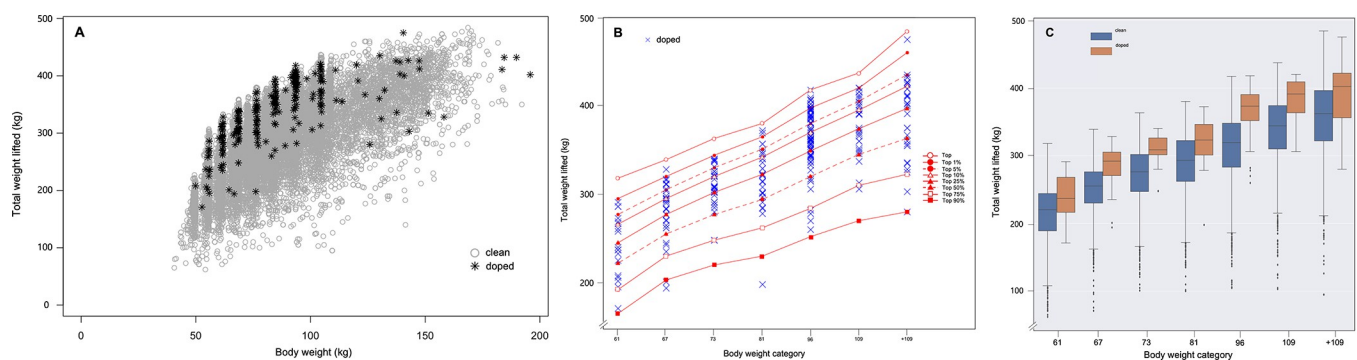 A
Total weight lifted (kg)
500
400
300
200
100
0
clean
doped
0
50
100
150
200
Body weight (kg)
B
doped
Total weight lifted (kg)
500
400
300
200
Top
Top 1%
Top 5%
Top 10%
Top 25%
Top 50%
Top 75%
Top 90%
61
67
73
81
96
109
+109
Body weight category
C
clean
doped
Total weight lifted (kg)
500
400
300
200
100
61
67
73
81
96
109
+109
Body weight category